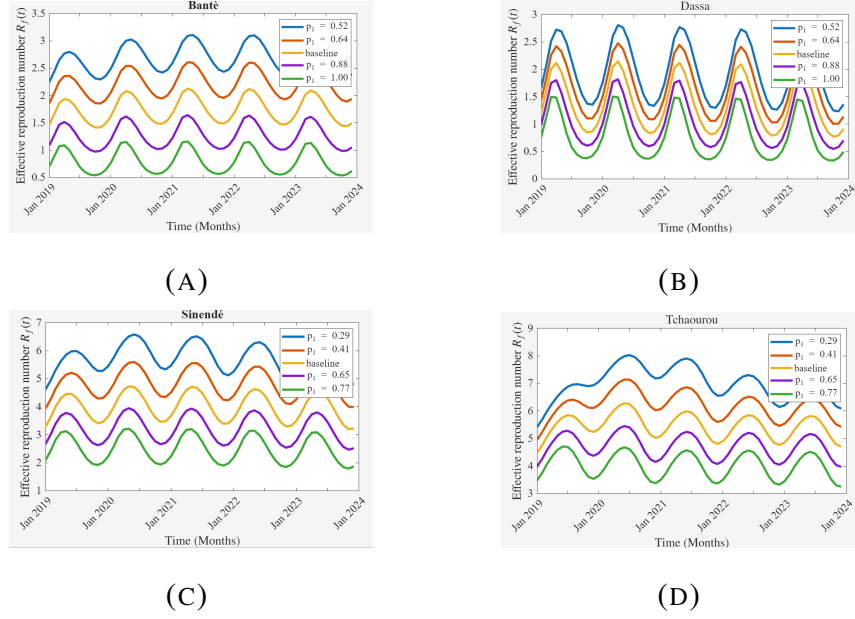 Bantè
Effective reproduction number R_f(t)
3.5
3
2.5
2
1.5
1
0.5
p₁ = 0.52
p₁ = 0.64
baseline
p₁ = 0.88
p₁ = 1.00
Jan 2019
Jan 2020
Jan 2021
Jan 2022
Jan 2023
Jan 2024
Time (Months)
(A)
Dassa
Effective reproduction number R_f(t)
3
2.5
2
1.5
1
0.5
0
p₁ = 0.52
p₁ = 0.64
baseline
p₁ = 0.88
p₁ = 1.00
Jan 2019
Jan 2020
Jan 2021
Jan 2022
Jan 2023
Jan 2024
Time (Months)
(B)
Sinendé
Effective reproduction number R_f(t)
7
6
5
4
3
2
1
p₁ = 0.29
p₁ = 0.41
baseline
p₁ = 0.65
p₁ = 0.77
Jan 2019
Jan 2020
Jan 2021
Jan 2022
Jan 2023
Jan 2024
Time (Months)
(C)
Tchaourou
Effective reproduction number R_f(t)
9
8
7
6
5
4
3
p₁ = 0.29
p₁ = 0.41
baseline
p₁ = 0.65
p₁ = 0.77
Jan 2019
Jan 2020
Jan 2021
Jan 2022
Jan 2023
Jan 2024
Time (Months)
(D)